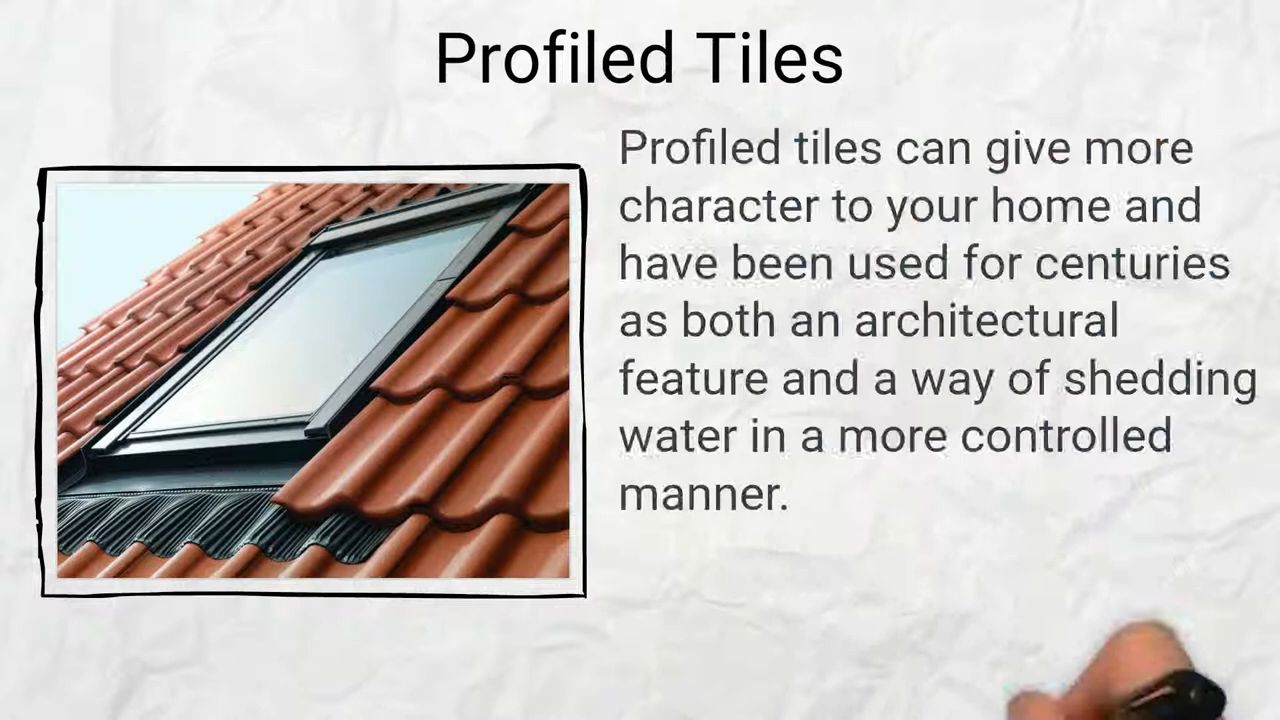 Profiled Tiles
Profiled tiles can give more
character to your home and
have been used for centuries
as both an architectural
feature and a way of shedding
water in a more controlled
manner.